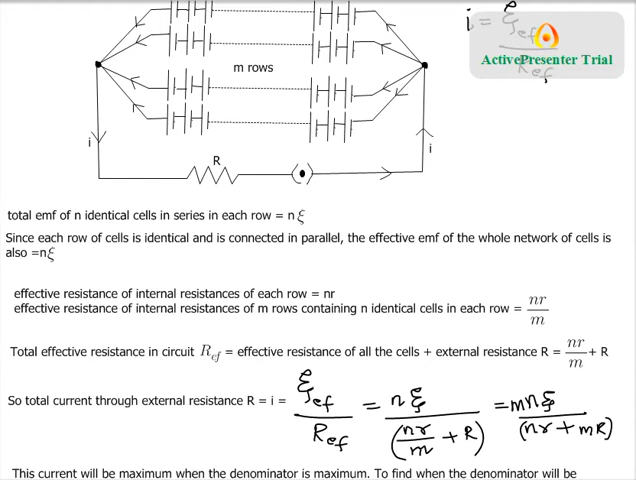 i = ξef
Ref
ActivePresenter Trial
m rows
i
R
i
total emf of n identical cells in series in each row = n ξ
Since each row of cells is identical and is connected in parallel, the effective emf of the whole network of cells is
also =nξ
effective resistance of internal resistances of each row = nr
effective resistance of internal resistances of m rows containing n identical cells in each row = nr/m
Total effective resistance in circuit Ref = effective resistance of all the cells + external resistance R = nr/m + R
So total current through external resistance R = i = ξef/Ref = nξ/(nr/m + R) = mnξ/(nr + mR)
This current will be maximum when the denominator is maximum. To find when the denominator will be